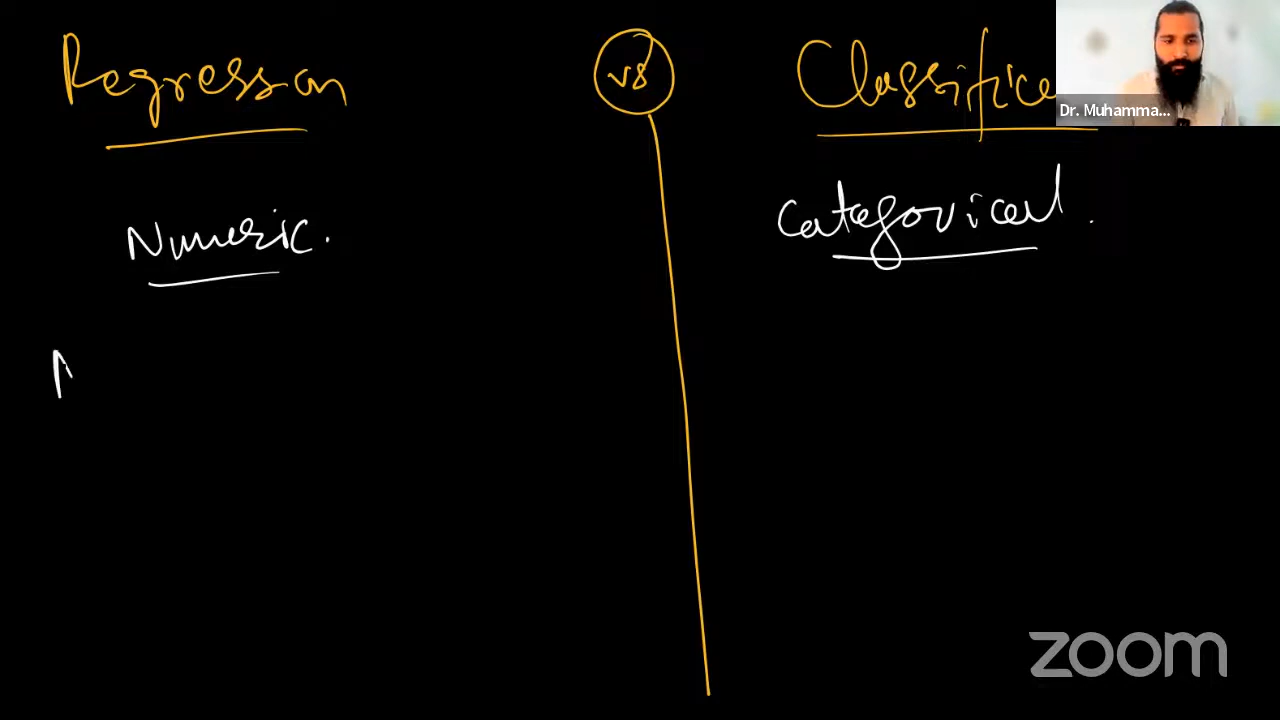 Regression vs Classifica
Dr. Muhamma...
Numeric. Categorical.
zoom